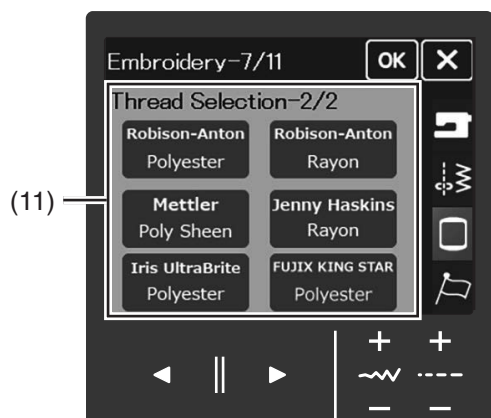 Embroidery-7/11 OK
Thread Selection-2/2
Robison-Anton
Polyester
Robison-Anton
Rayon
(11)
Mettler
Poly Sheen
Jenny Haskins
Rayon
Iris UltraBrite
Polyester
FUJIX KING STAR
Polyester